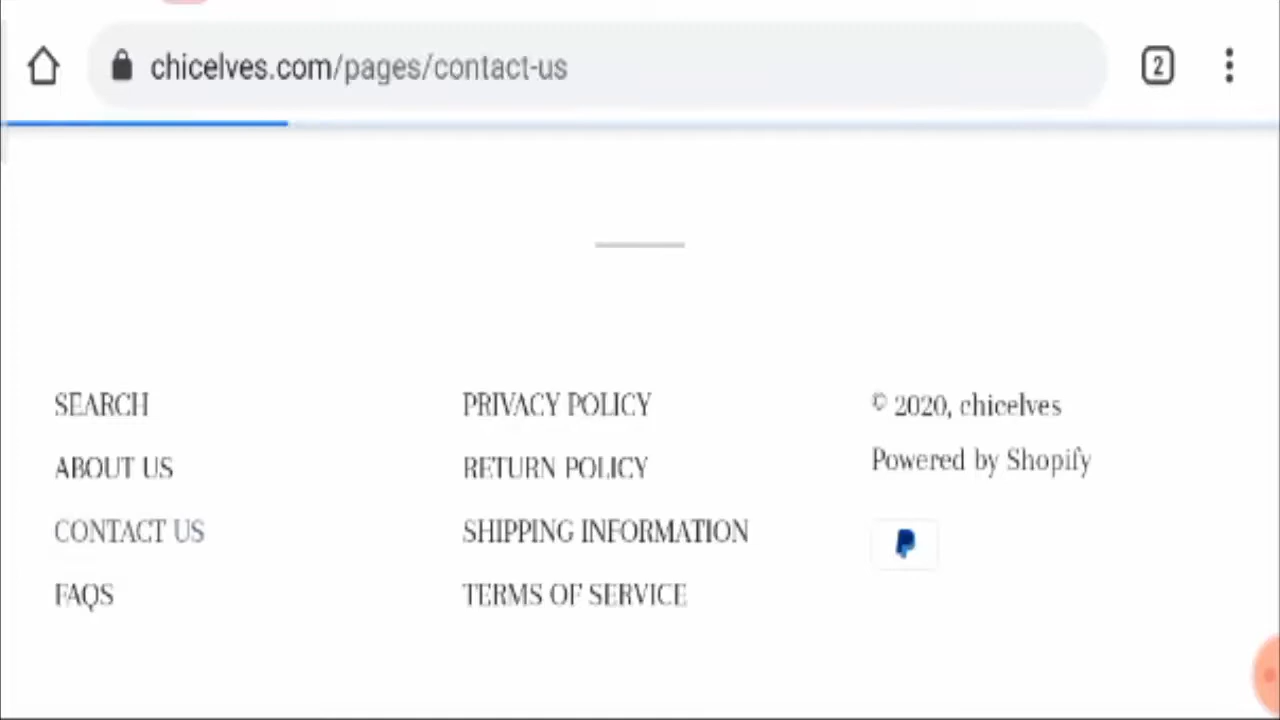 chicelves.com/pages/contact-us
2
SEARCH
ABOUT US
CONTACT US
FAQS
PRIVACY POLICY
RETURN POLICY
SHIPPING INFORMATION
TERMS OF SERVICE
© 2020, chicelves
Powered by Shopify